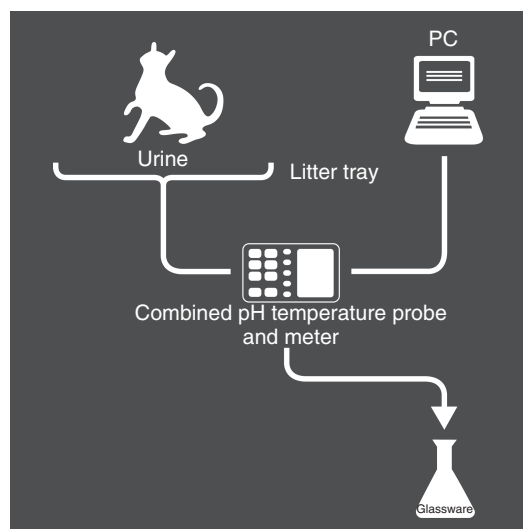 PC
Urine
Litter tray
Combined pH temperature probe
and meter
Glassware